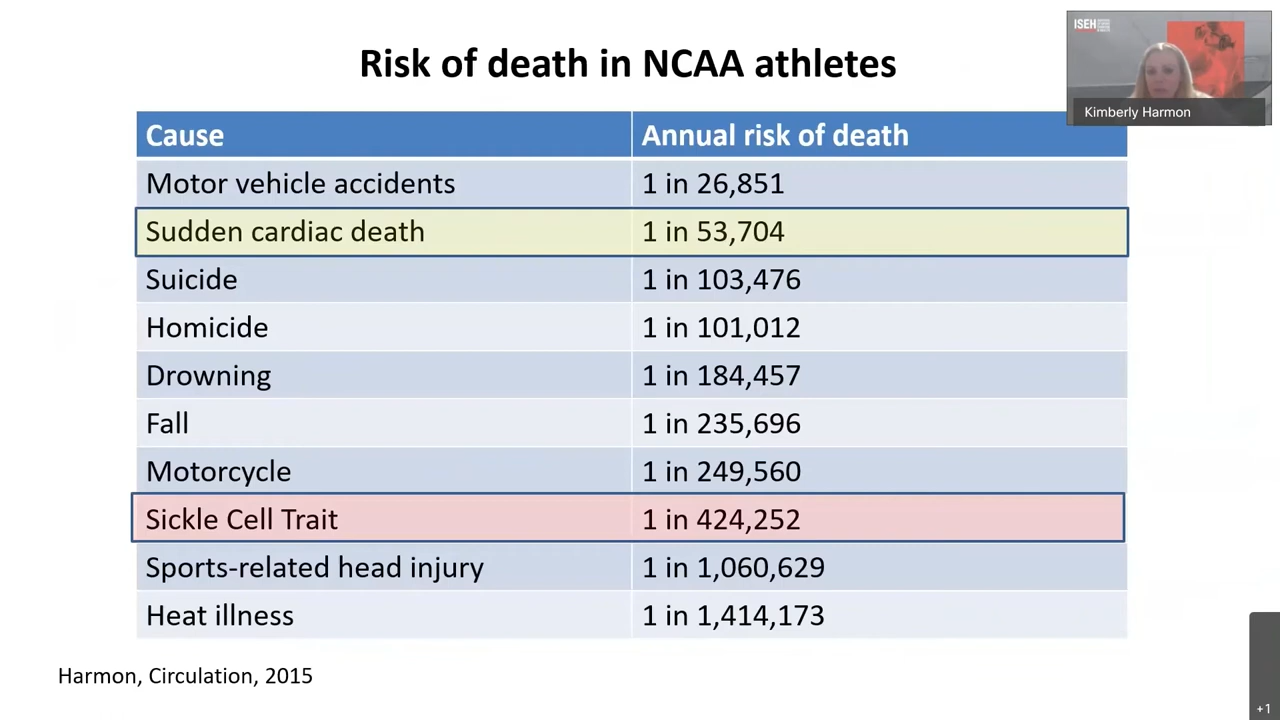 Risk of death in NCAA athletes
ISEH
Kimberly Harmon
Cause Annual risk of death
Motor vehicle accidents 1 in 26,851
Sudden cardiac death 1 in 53,704
Suicide 1 in 103,476
Homicide 1 in 101,012
Drowning 1 in 184,457
Fall 1 in 235,696
Motorcycle 1 in 249,560
Sickle Cell Trait 1 in 424,252
Sports-related head injury 1 in 1,060,629
Heat illness 1 in 1,414,173
Harmon, Circulation, 2015
+1